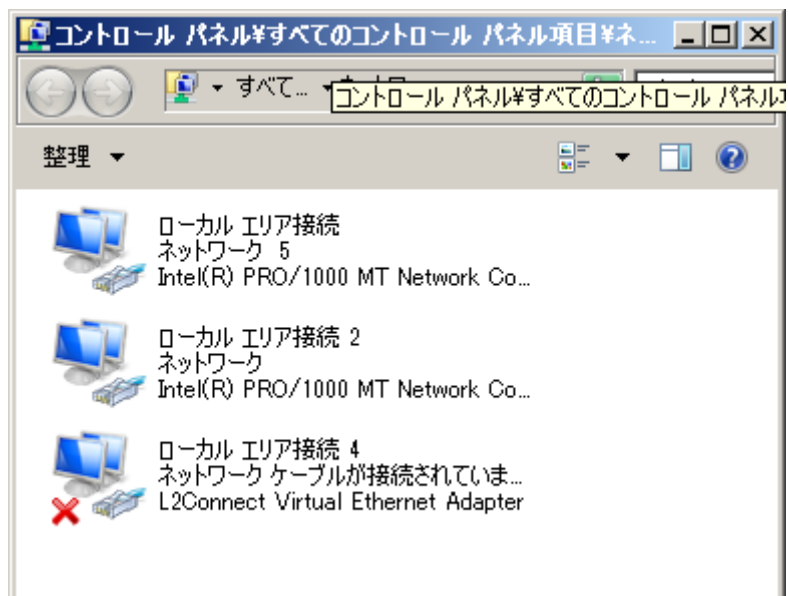 コントロール パネル¥すべてのコントロール パネル項目¥ネ...
すべて...
コントロール パネル¥すべてのコントロール パネル
整理
ローカル エリア接続
ネットワーク 5
Intel(R) PRO/1000 MT Network Co...
ローカル エリア接続 2
ネットワーク
Intel(R) PRO/1000 MT Network Co...
ローカル エリア接続 4
ネットワーク ケーブルが接続されていま...
L2Connect Virtual Ethernet Adapter